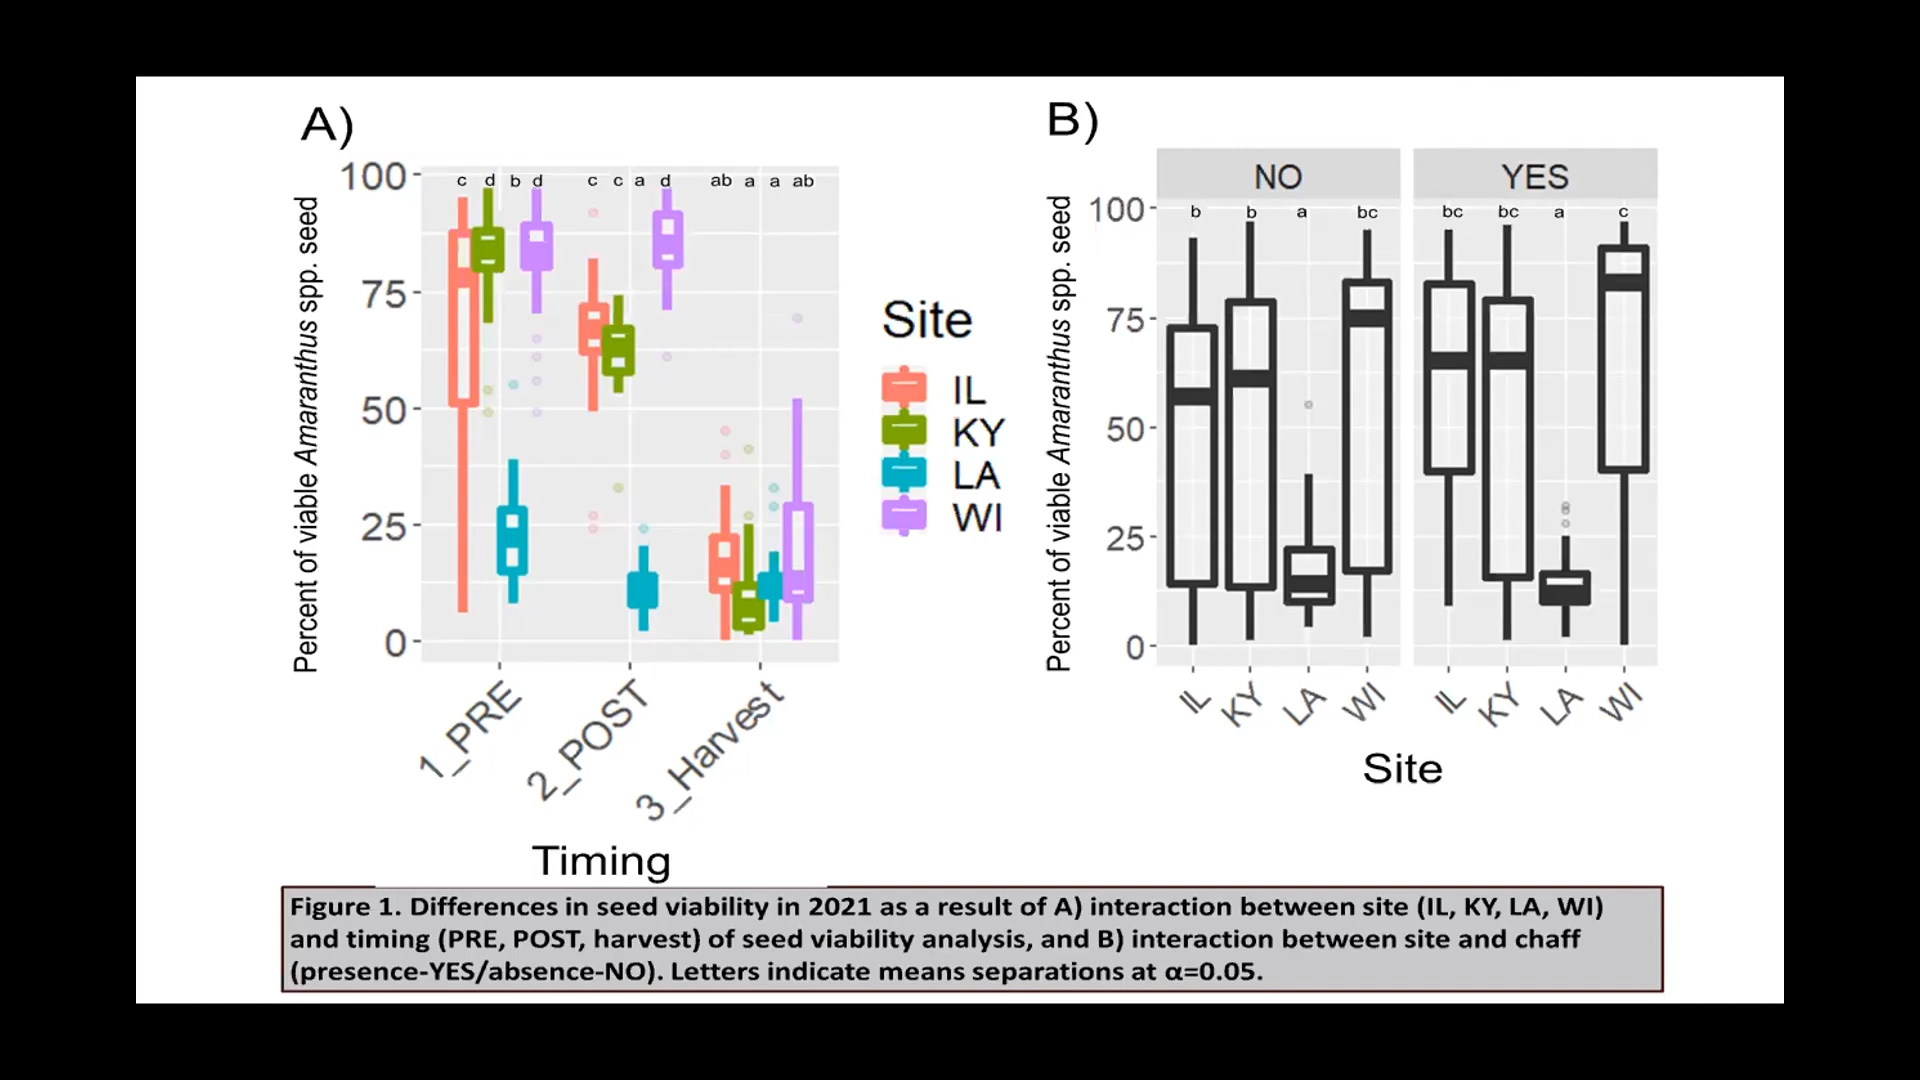 A)
Percent of viable Amaranthus spp. seed
100
75
50
25
0
c d b d c c a d ab a a ab
1_PRE
2_POST
3_Harvest
Timing
Site
IL
KY
LA
WI
B)
Percent of viable Amaranthus spp. seed
NO YES
100
75
50
25
0
b b a bc bc bc a c
IL KY LA WI IL KY LA WI
Site
Figure 1. Differences in seed viability in 2021 as a result of A) interaction between site (IL, KY, LA, WI)
and timing (PRE, POST, harvest) of seed viability analysis, and B) interaction between site and chaff
(presence-YES/absence-NO). Letters indicate means separations at α=0.05.